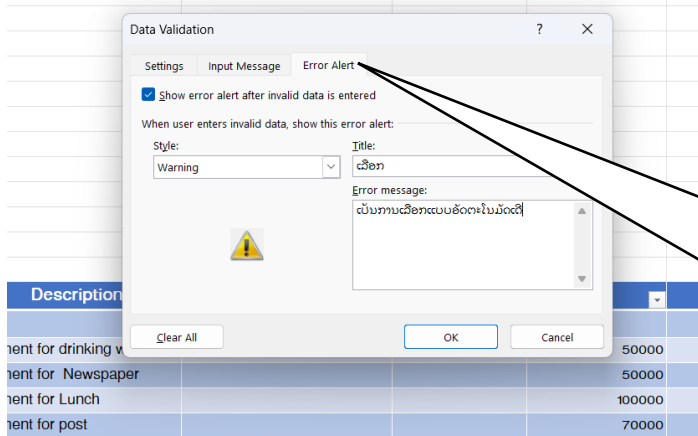 Data Validation
Settings Input Message Error Alert
Show error alert after invalid data is entered
When user enters invalid data, show this error alert:
Style: Title:
Warning ເລືອກ
Error message:
ເປັນການເລືອກແບບອັດຕະໂນມັດເດີ
Description
Clear All OK Cancel
ment for drinking 50000
ment for Newspaper 50000
ment for Lunch 100000
ment for post 70000